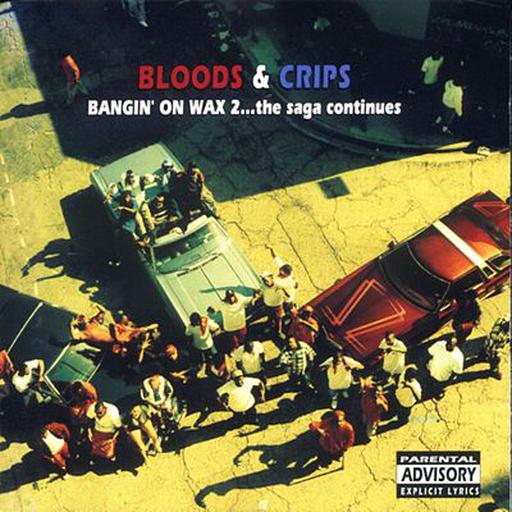 BLOODS & CRIPS
BANGIN' ON WAX 2...the saga continues
PARENTAL
ADVISORY
EXPLICIT LYRICS